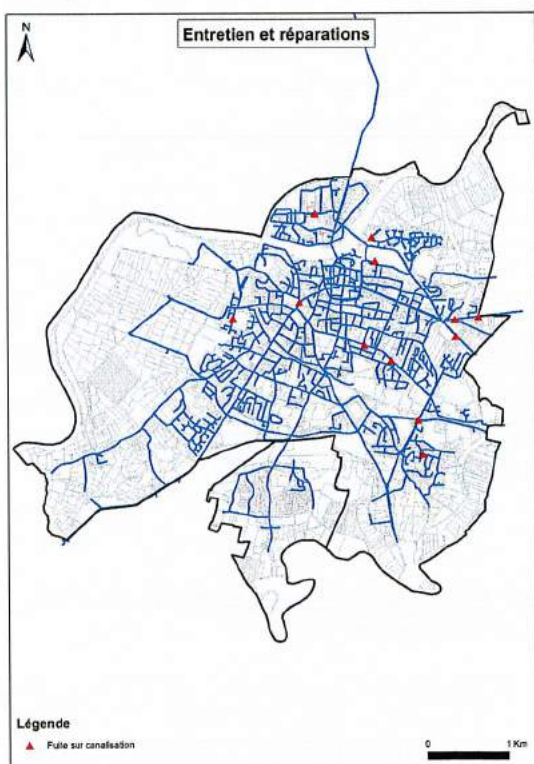 N
Entretien et réparations
Légende
Fuite sur canalisation
0 1 Km